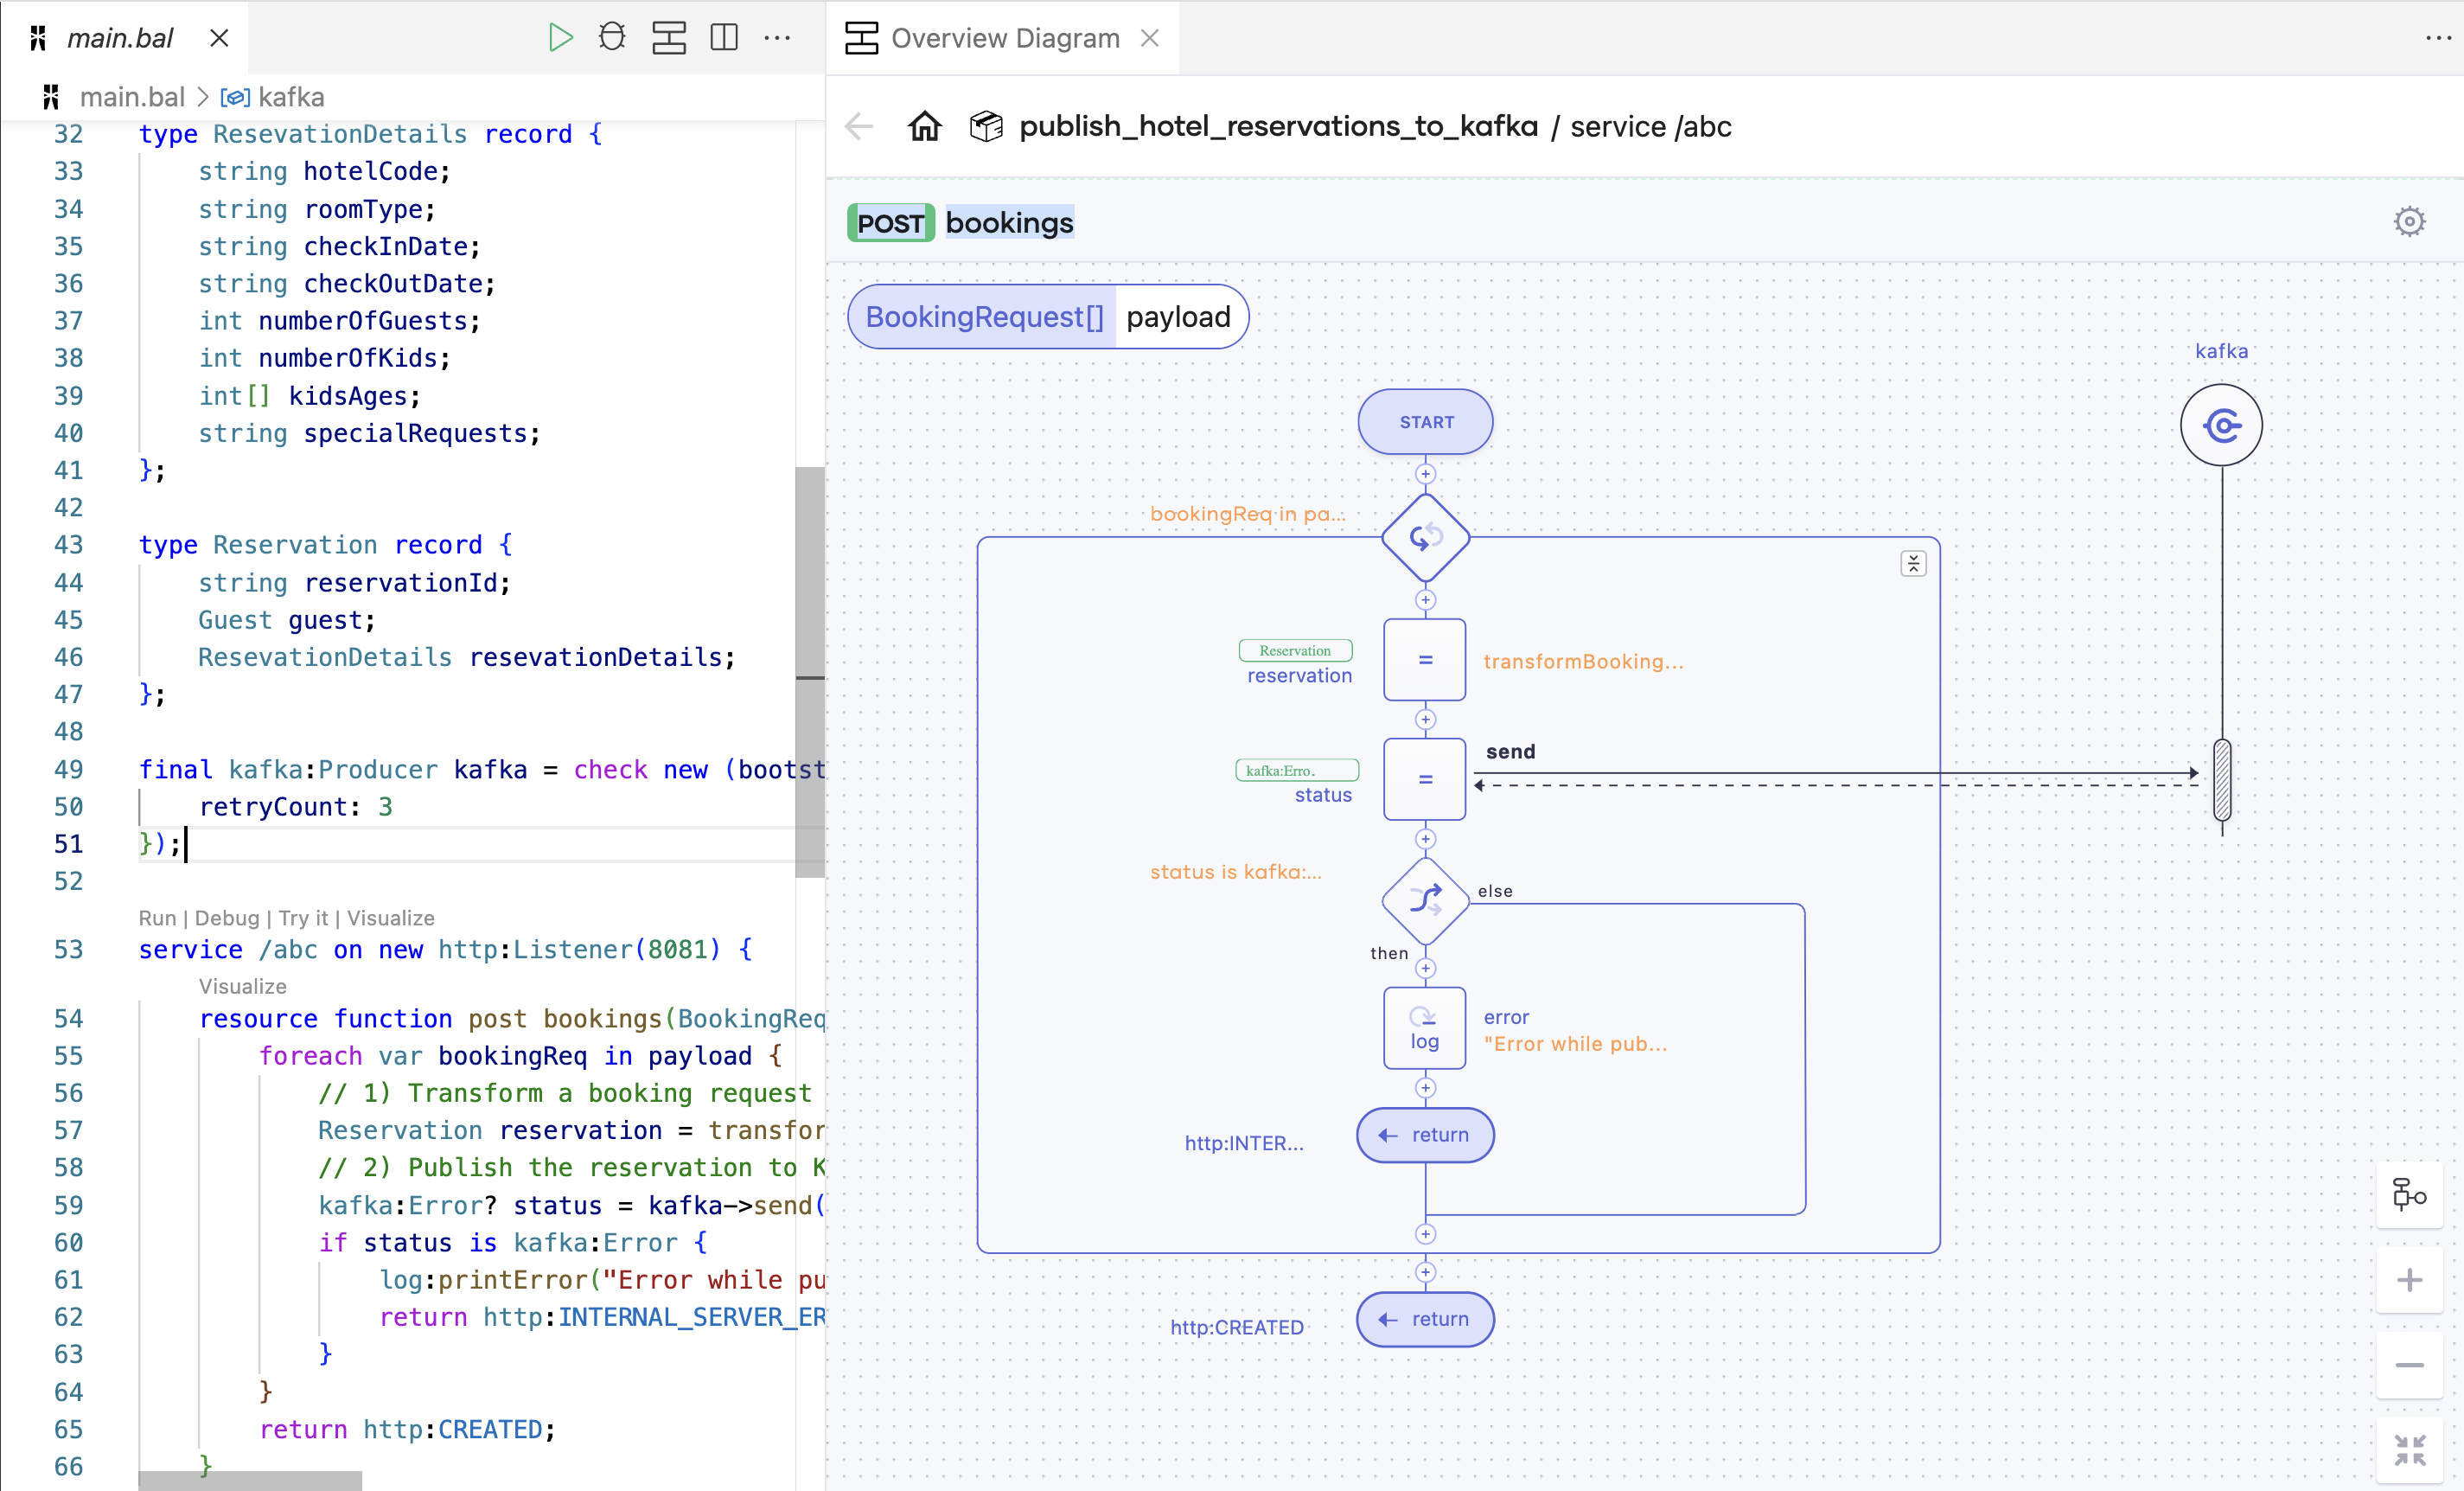 main.bal
main.bal > kafka
32 type ResevationDetails record {
33 string hotelCode;
34 string roomType;
35 string checkInDate;
36 string checkOutDate;
37 int numberOfGuests;
38 int numberOfKids;
39 int[] kidsAges;
40 string specialRequests;
41 };
42
43 type Reservation record {
44 string reservationId;
45 Guest guest;
46 ResevationDetails resevationDetails;
47 };
48
49 final kafka:Producer kafka = check new (bootst
50 retryCount: 3
51 });
52
Run | Debug | Try it | Visualize
53 service /abc on new http:Listener(8081) {
Visualize
54 resource function post bookings(BookingReq
55 foreach var bookingReq in payload {
56 // 1) Transform a booking request
57 Reservation reservation = transfor
58 // 2) Publish the reservation to K
59 kafka:Error? status = kafka->send(
60 if status is kafka:Error {
61 log:printError("Error while pu
62 return http:INTERNAL_SERVER_ER
63 }
64 }
65 return http:CREATED;
66 }
Overview Diagram
publish_hotel_reservations_to_kafka / service /abc
POST bookings
BookingRequest[] payload
kafka
START
bookingReq in pa...
Reservation
reservation
=
transformBooking...
send
kafka:Erro.
status
=
status is kafka:...
else
then
log
error
"Error while pub...
http:INTER...
return
http:CREATED
return